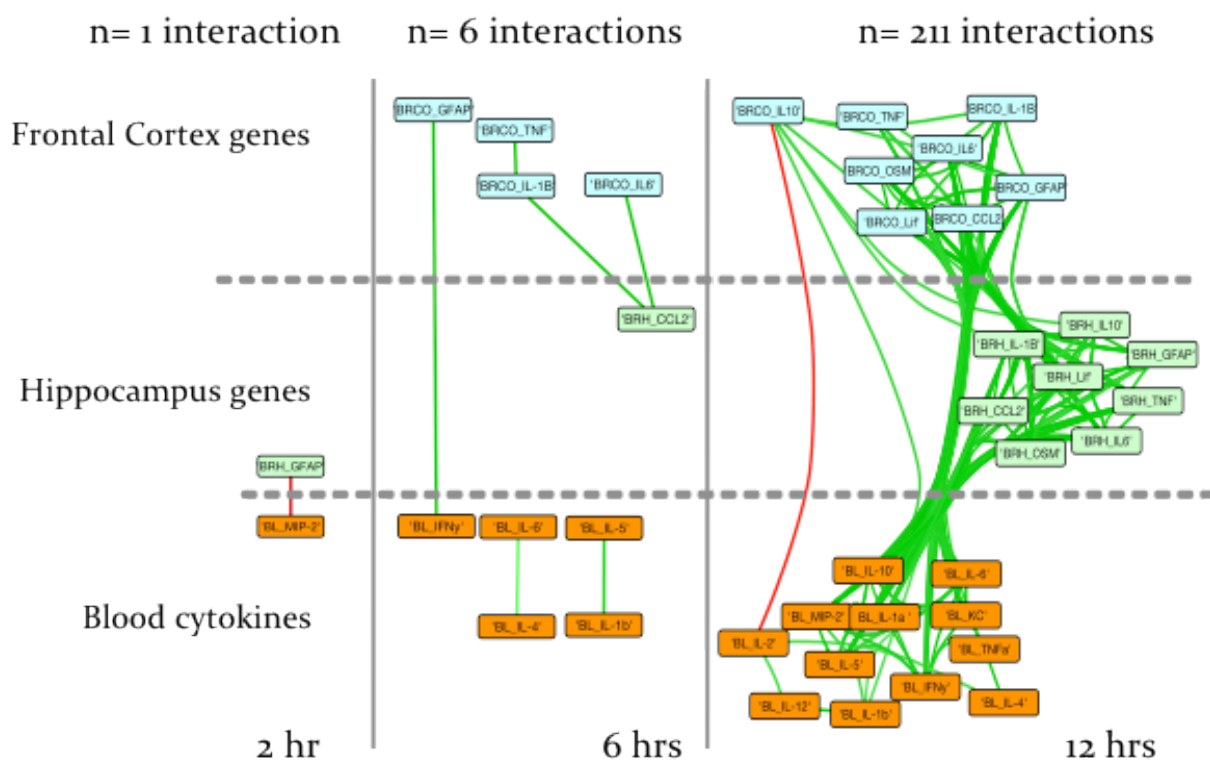 n= 1 interaction
n= 6 interactions
n= 211 interactions
Frontal Cortex genes
Hippocampus genes
Blood cytokines
'BRH_GFAP'
'BL_MIP-2'
2 hr
'BRCO_GFAP'
'BRCO_TNF'
'BRCO_IL-1B'
'BRCO_IL6'
'BRH_CCL2'
'BL_IFNy'
'BL_IL-6'
'BL_IL-5'
'BL_IL-4'
'BL_IL-1b'
6 hrs
'BRCO_IL10'
'BRCO_TNF'
'BRCO_IL-1B'
'BRCO_IL6'
'BRCO_OSM'
'BRCO_GFAP'
'BRCO_Lif'
'BRCO_CCL2
'BRH_IL10'
'BRH_IL-1B'
'BRH_GFAP'
'BRH_Lif'
'BRH_TNF'
'BRH_CCL2'
'BRH_IL6'
'BRH_OSM'
'BL_IL-10'
'BL_IL-6'
'BL_MIP-2'
'BL_IL-1a '
'BL_KC'
'BL_IL-2'
'BL_TNFa'
'BL_IL-5'
'BL_IFNy'
'BL_IL-4'
'BL_IL-12'
'BL_IL-1b'
12 hrs